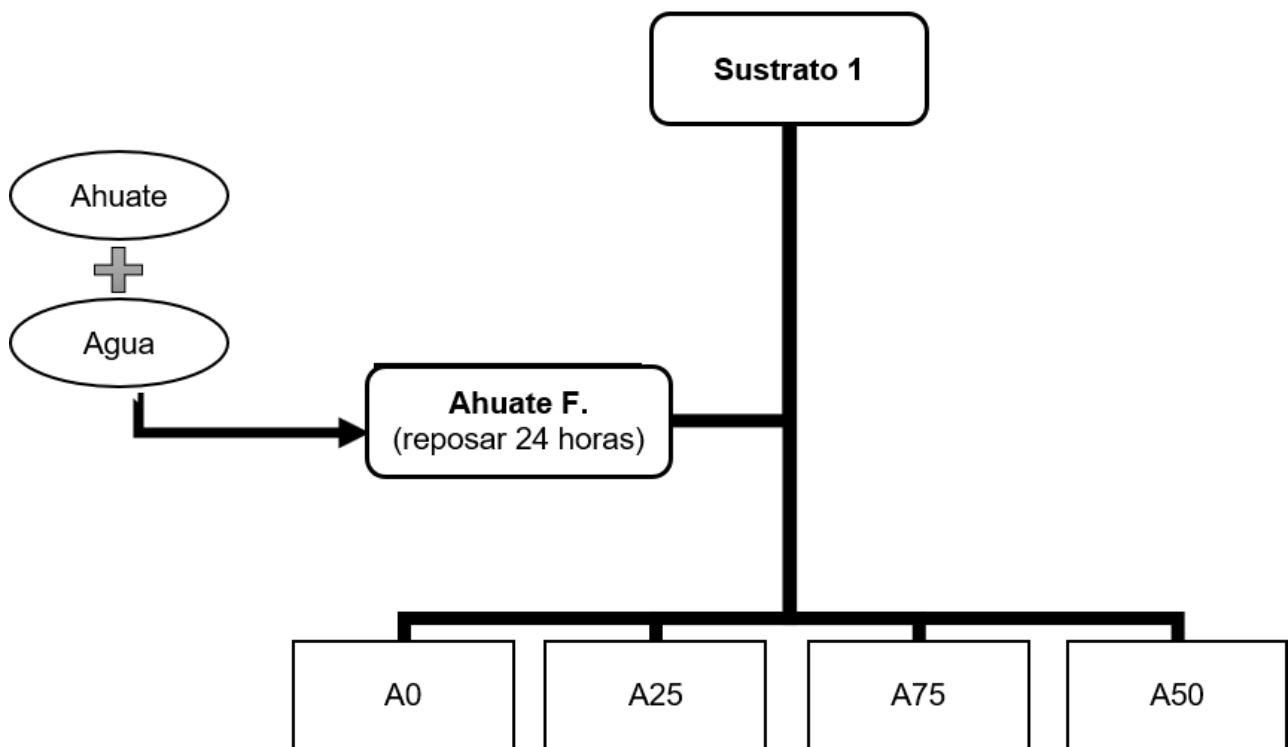 Sustrato 1
Ahuate
Agua
Ahuate F.
(reposar 24 horas)
A0
A25
A75
A50